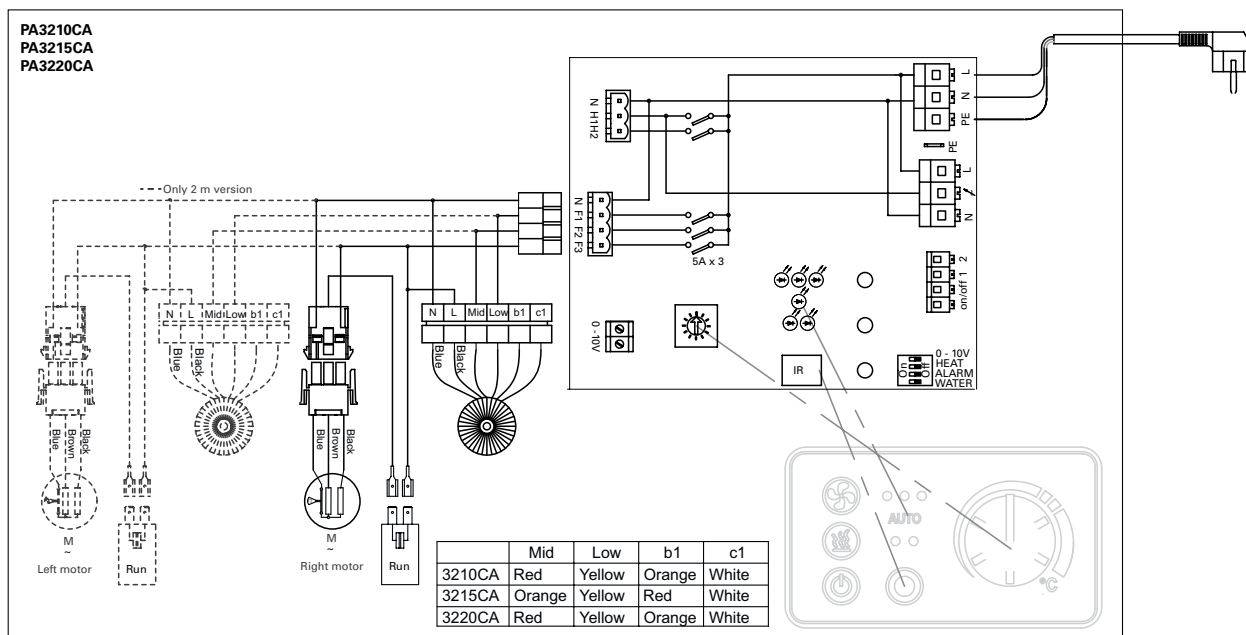 PA3210CA
PA3215CA
PA3220CA
Only 2 m version
N H1H2
N F1 F2 F3
5A x 3
L
N
PE
PE
L
N
on/off 1 2
0 - 10V
IR
On Off
0 - 10V
HEAT
ALARM
WATER
N L Mid Low b1 c1
Blue Black
N L Mid Low b1 c1
Blue Black
Blue Brown Black
Blue Brown Black
M
~
Left motor
Run
M
~
Right motor
Run
AUTO
°C
Mid Low b1 c1
3210CA Red Yellow Orange White
3215CA Orange Yellow Red White
3220CA Red Yellow Orange White